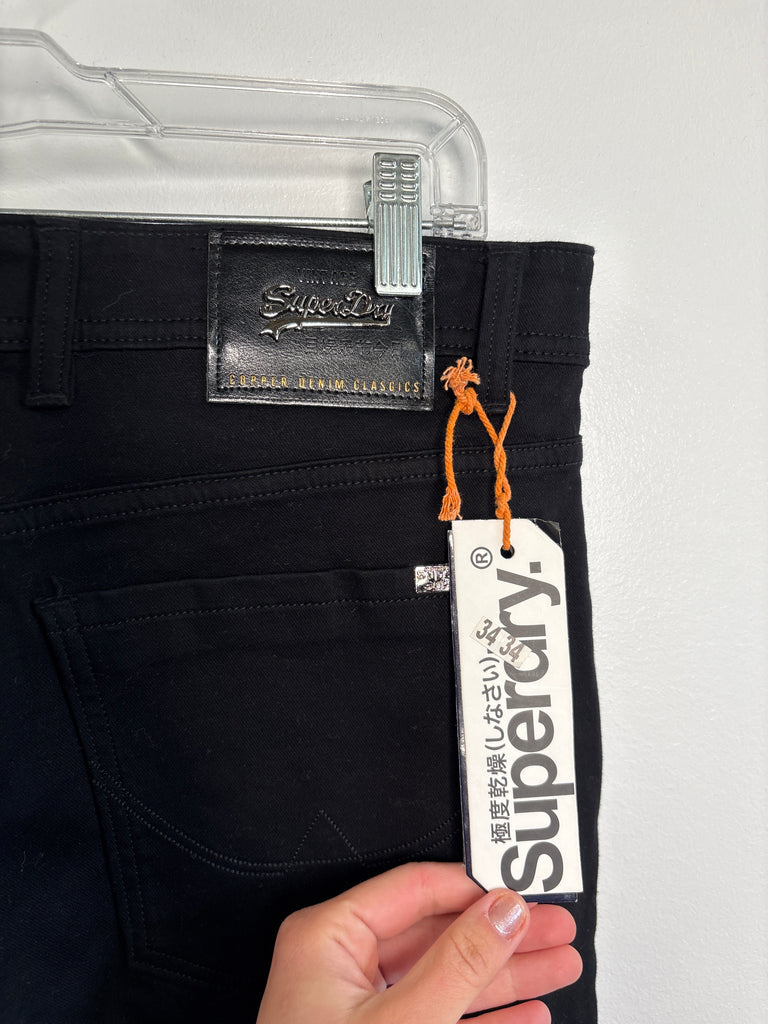 VINTAGE
SuperDry
COPPER DENIM CLASSICS
Superdry.®
極度乾燥(しなさい)
34 34